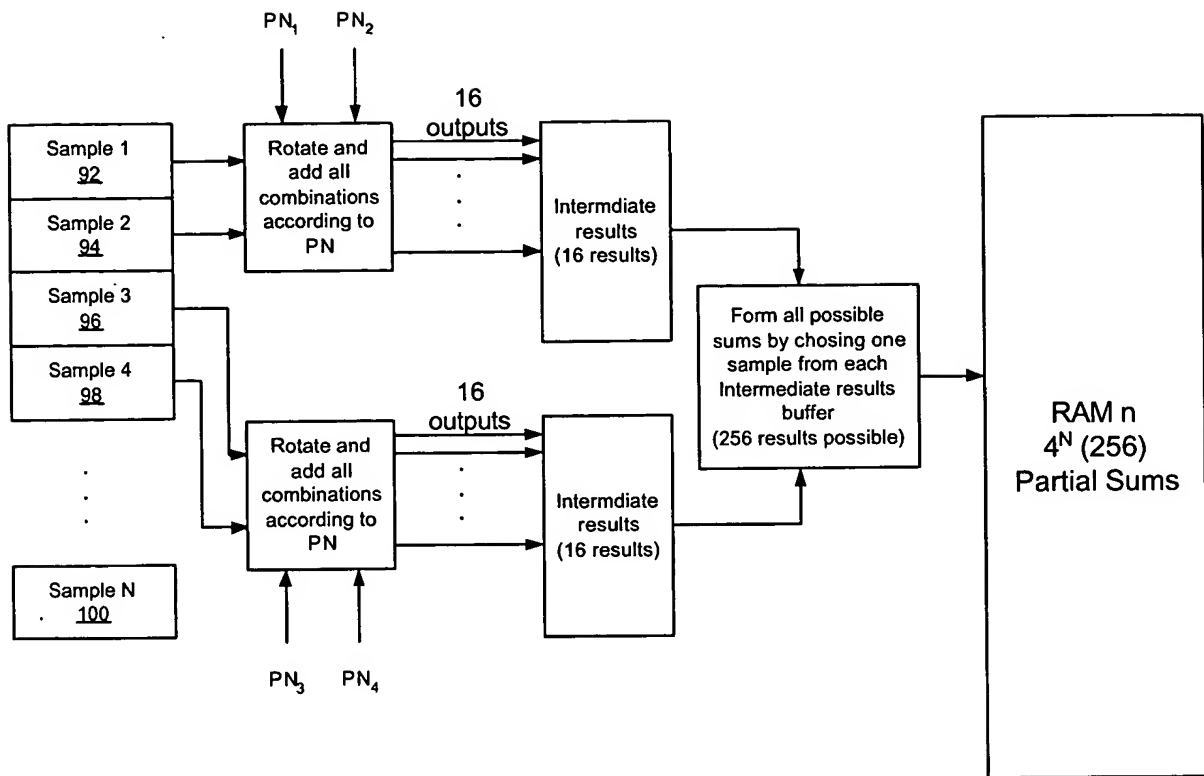 PN1
PN2
16
outputs
Sample 1
92
Sample 2
94
Sample 3
96
Sample 4
98
Sample N
100
Rotate and
add all
combinations
according to
PN
Intermdiate
results
(16 results)
16
outputs
Rotate and
add all
combinations
according to
PN
PN3
PN4
Intermdiate
results
(16 results)
Form all possible
sums by chosing one
sample from each
Intermediate results
buffer
(256 results possible)
RAM n
4^N (256)
Partial Sums